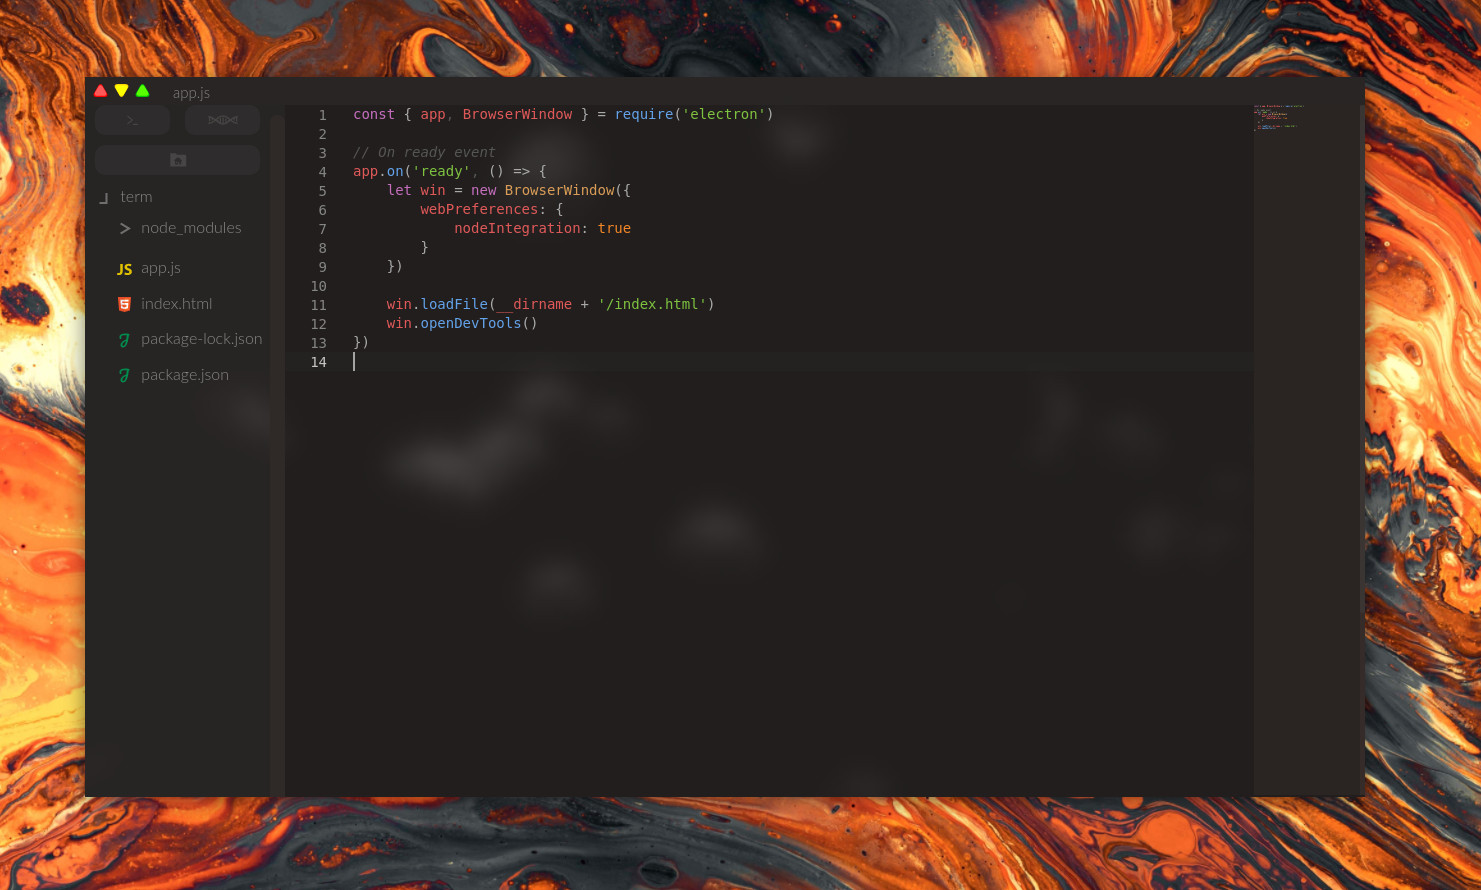 app.js
>_
term
node_modules
JS app.js
index.html
package-lock.json
package.json
1 const { app, BrowserWindow } = require('electron')
2
3 // On ready event
4 app.on('ready', () => {
5     let win = new BrowserWindow({
6         webPreferences: {
7             nodeIntegration: true
8         }
9     })
10
11     win.loadFile(__dirname + '/index.html')
12     win.openDevTools()
13 })
14